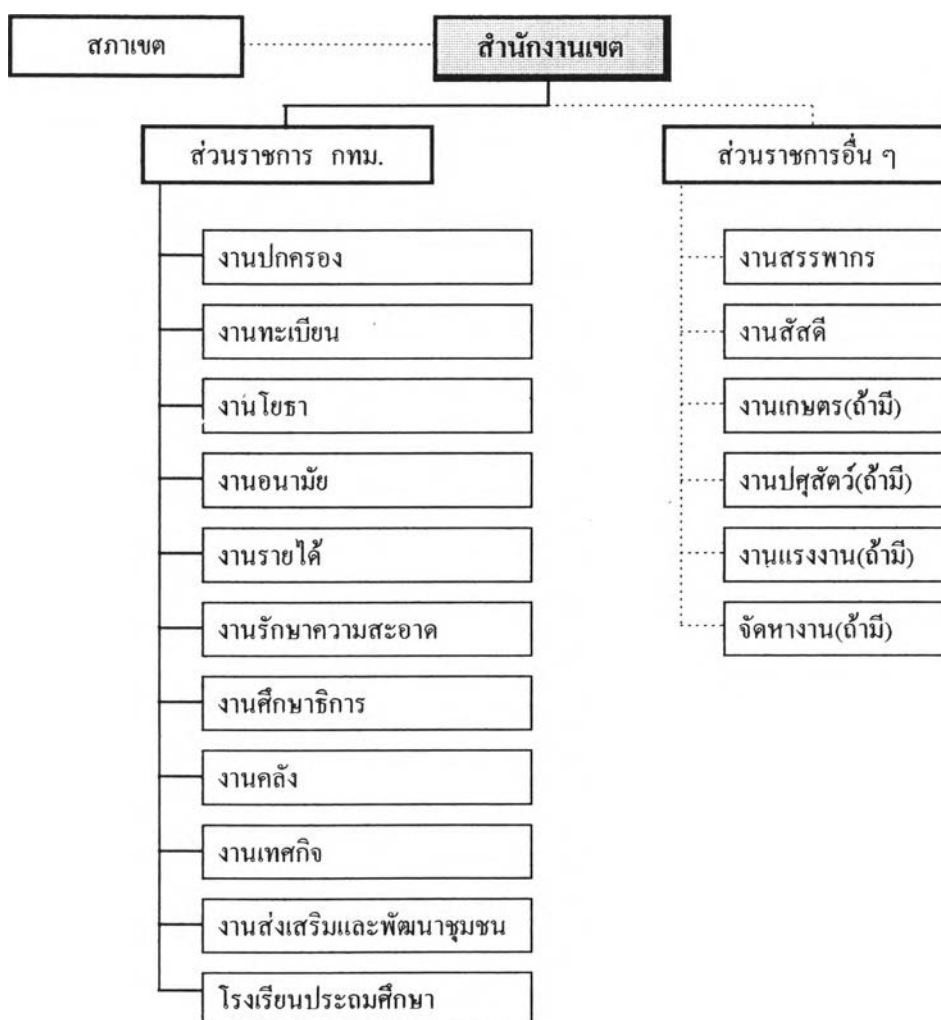 สภาเขต
สำนักงานเขต
ส่วนราชการ กทม.
ส่วนราชการอื่น ๆ
งานปกครอง
งานทะเบียน
งานโยธา
งานอนามัย
งานรายได้
งานรักษาความสะอาด
งานศึกษาธิการ
งานคลัง
งานเทศกิจ
งานส่งเสริมและพัฒนาชุมชน
โรงเรียนประถมศึกษา
งานสรรพากร
งานสัสดี
งานเกษตร(ถ้ามี)
งานปศุสัตว์(ถ้ามี)
งานแรงงาน(ถ้ามี)
จัดหางาน(ถ้ามี)